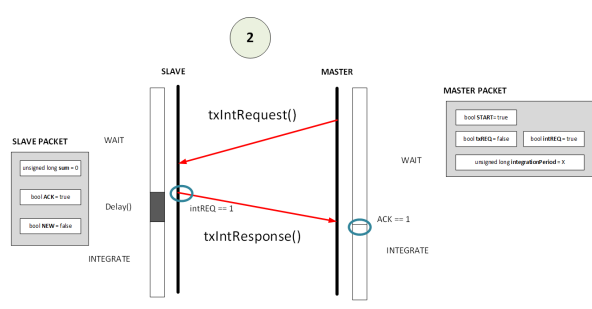 2
SLAVE
MASTER
txIntRequest()
MASTER PACKET
bool START= true
bool txREQ = false
bool intREQ = true
unsigned long integrationPeriod = X
SLAVE PACKET
unsigned long sum = 0
bool ACK = true
bool NEW = false
WAIT
WAIT
Delay()
intREQ == 1
ACK == 1
txIntResponse()
INTEGRATE
INTEGRATE